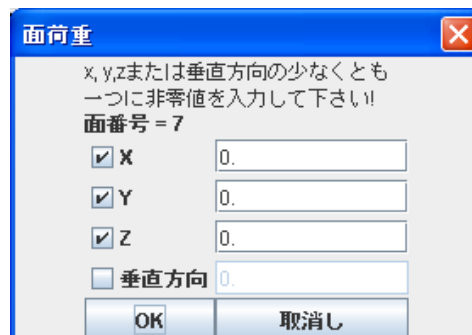 面荷重
x, y,zまたは垂直方向の少なくとも
一つに非零値を入力して下さい!
面番号 = 7
X 0.
Y 0.
Z 0.
垂直方向 0.
OK 取消し